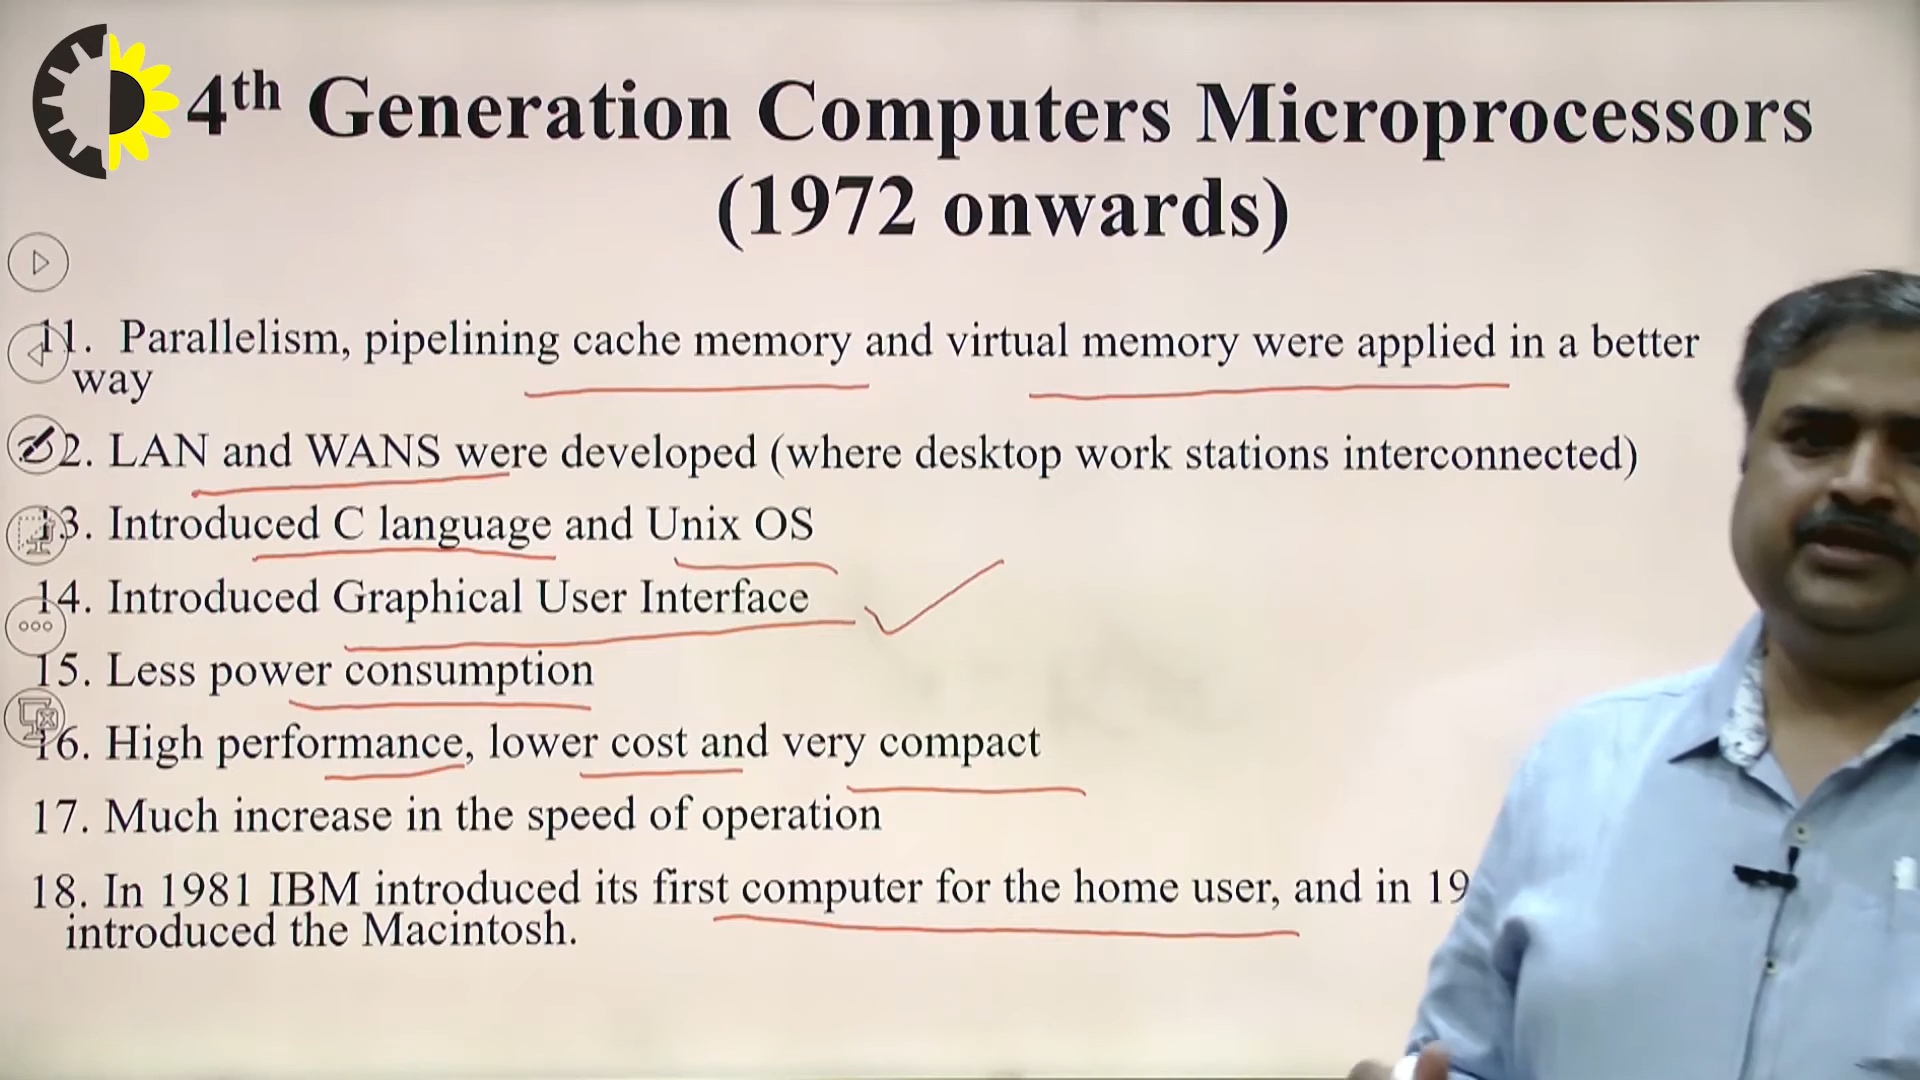 4th Generation Computers Microprocessors
(1972 onwards)
11. Parallelism, pipelining cache memory and virtual memory were applied in a better
way
2. LAN and WANS were developed (where desktop work stations interconnected)
13. Introduced C language and Unix OS
14. Introduced Graphical User Interface
15. Less power consumption
16. High performance, lower cost and very compact
17. Much increase in the speed of operation
18. In 1981 IBM introduced its first computer for the home user, and in 19
introduced the Macintosh.